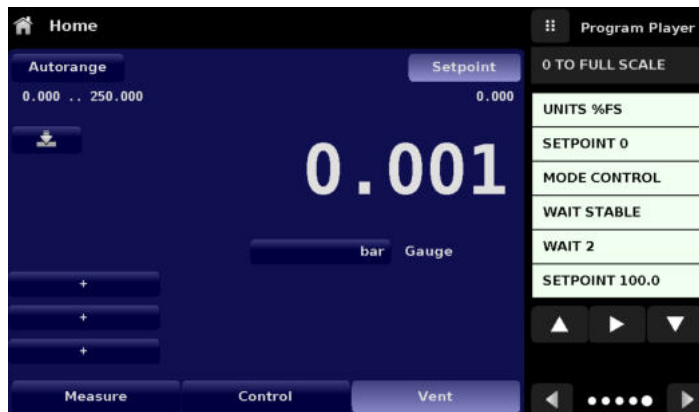 Home
Program Player
Autorange
Setpoint
0 TO FULL SCALE
0.000 .. 250.000
0.000
UNITS %FS
SETPOINT 0
0.001
MODE CONTROL
WAIT STABLE
bar Gauge
WAIT 2
+
SETPOINT 100.0
+
+
Measure
Control
Vent